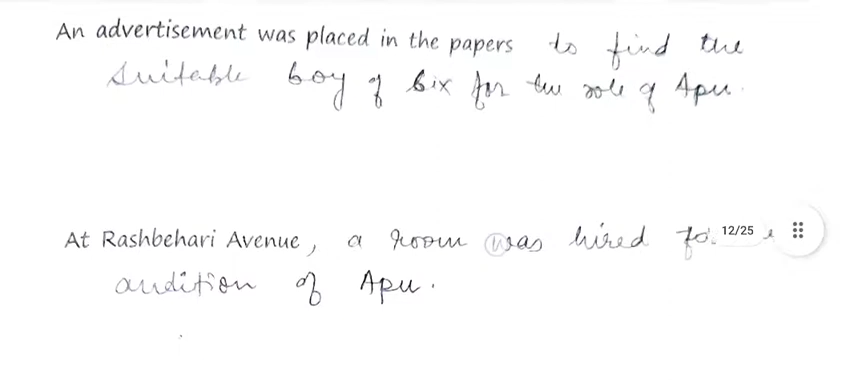 An advertisement was placed in the papers to find the
suitable boy of six for the role of Apu.
At Rashbehari Avenue, a room was hired
12/25
audition of Apu.